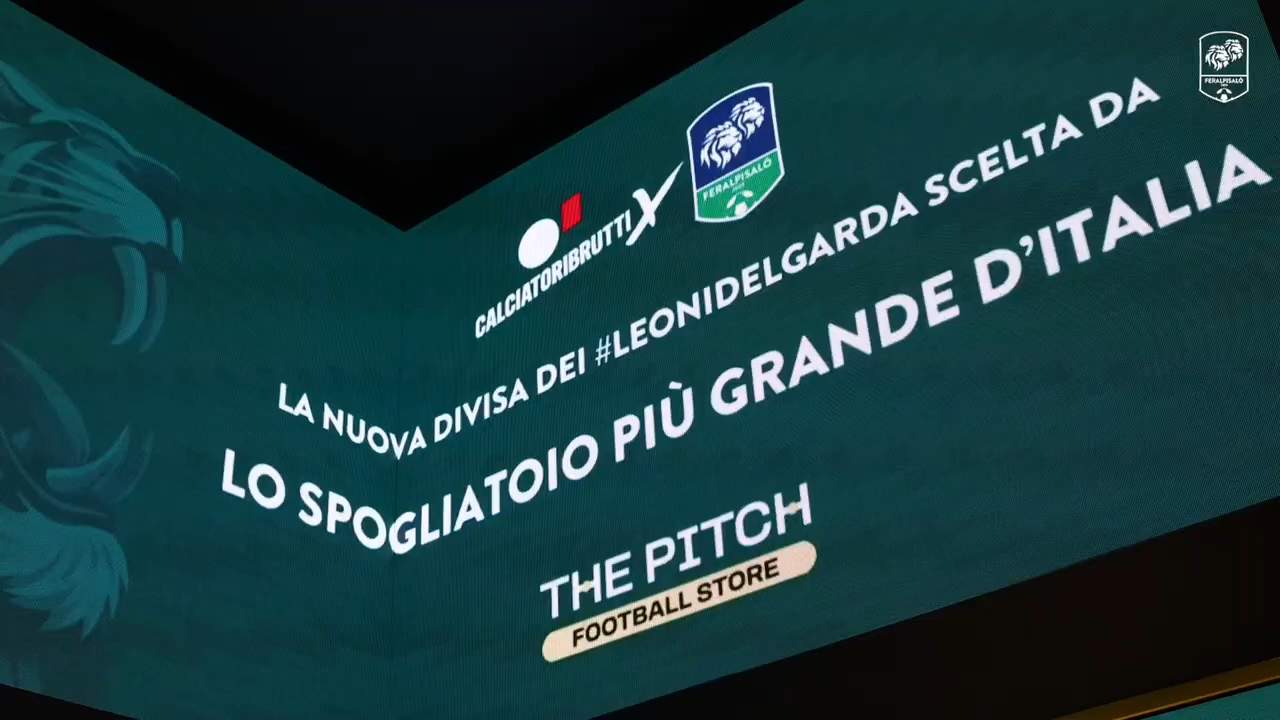 FERALPISALÒ
CALCIATORIBRUTTI X
FERALPISALÒ
2009
LA NUOVA DIVISA DEI #LEONIDELGARDA SCELTA DA
LO SPOGLIATOIO PIÙ GRANDE D'ITALIA
THE PITCH
FOOTBALL STORE